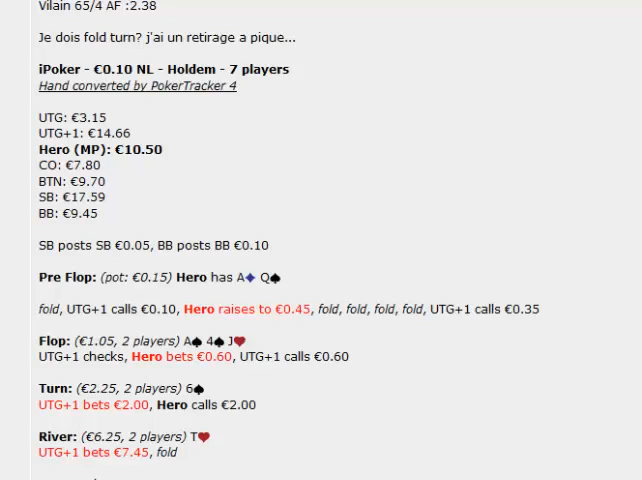 Vilain 65/4 AF :2.38
Je dois fold turn? j'ai un retirage a pique...
iPoker - €0.10 NL - Holdem - 7 players
Hand converted by PokerTracker 4
UTG: €3.15
UTG+1: €14.66
Hero (MP): €10.50
CO: €7.80
BTN: €9.70
SB: €17.59
BB: €9.45
SB posts SB €0.05, BB posts BB €0.10
Pre Flop: (pot: €0.15) Hero has A♦ Q♠
fold, UTG+1 calls €0.10, Hero raises to €0.45, fold, fold, fold, fold, UTG+1 calls €0.35
Flop: (€1.05, 2 players) A♠ 4♠ J♥
UTG+1 checks, Hero bets €0.60, UTG+1 calls €0.60
Turn: (€2.25, 2 players) 6♠
UTG+1 bets €2.00, Hero calls €2.00
River: (€6.25, 2 players) T♥
UTG+1 bets €7.45, fold